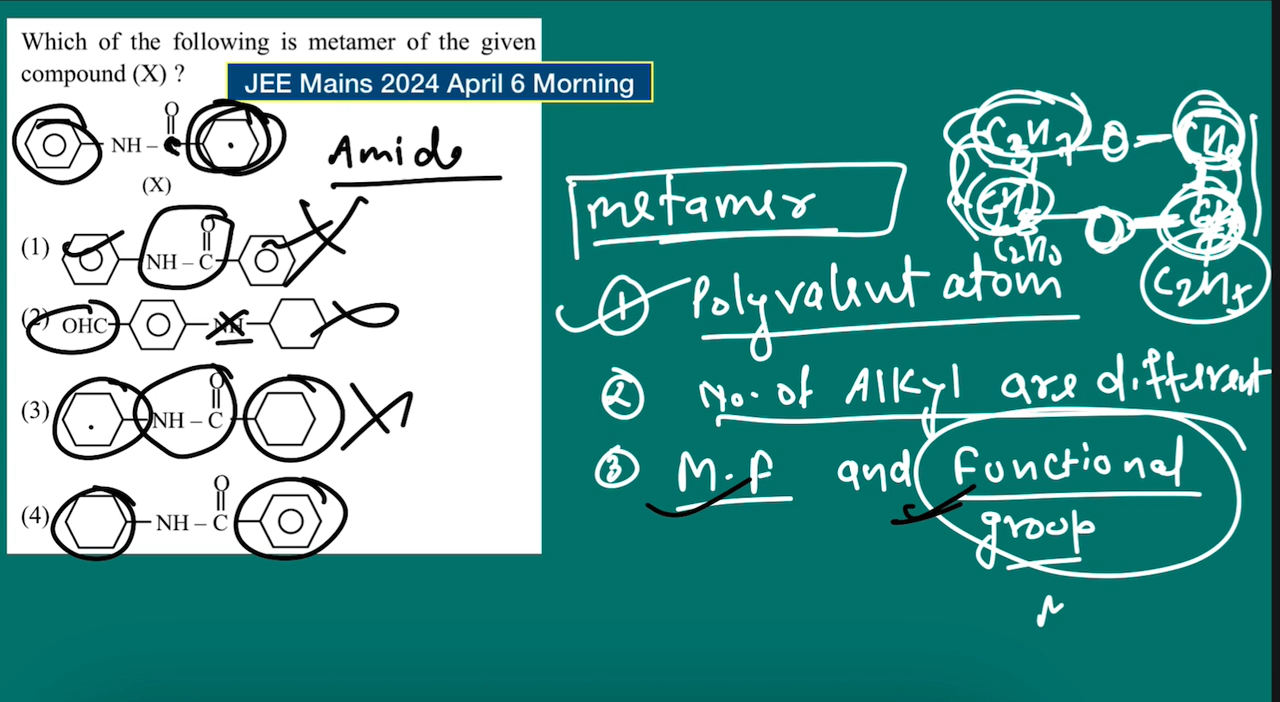 Which of the following is metamer of the given
compound (X) ?
JEE Mains 2024 April 6 Morning
O
NH – C
(X)
Amide
(1)
O
NH – C
(2) OHC
NH
(3)
O
NH – C
(4)
O
NH – C
metamer
C3H7 – O – CH3
C2H5 – O –
C2H5
C2H5
① Polyvalent atom
② No. of Alkyl are different
③ M.F and Functional
group